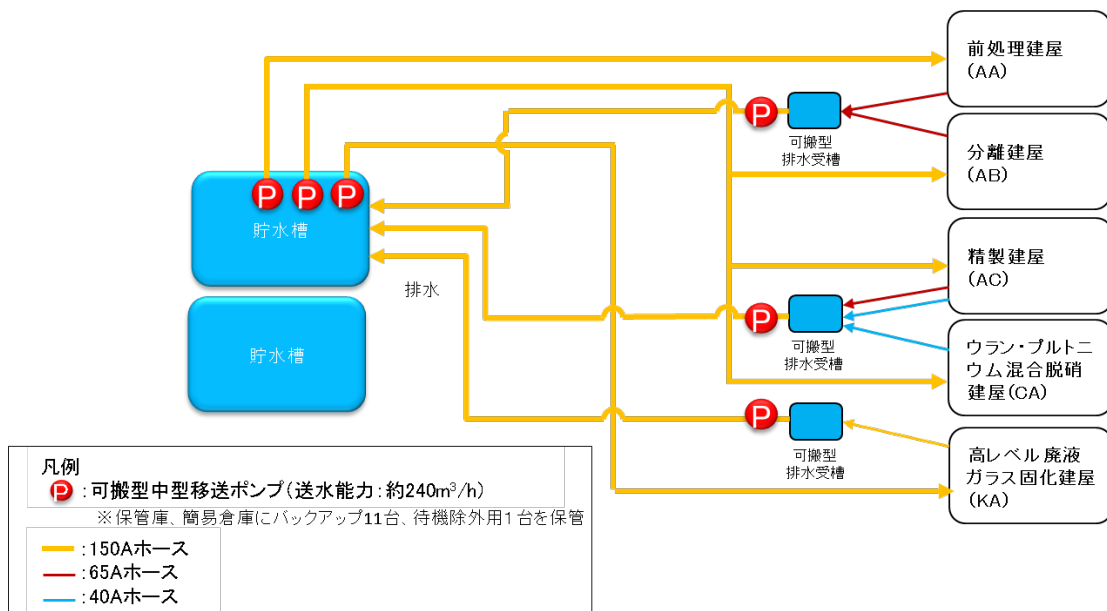 前処理建屋
(AA)
P
可搬型
排水受槽
分離建屋
(AB)
P
P
P
貯水槽
精製建屋
(AC)
排水
P
可搬型
排水受槽
貯水槽
ウラン・プルトニ
ウム混合脱硝
建屋(CA)
P
可搬型
排水受槽
高レベル廃液
ガラス固化建屋
(KA)
凡例
P:可搬型中型移送ポンプ(送水能力:約240m³/h)
※保管庫、簡易倉庫にバックアップ11台、待機除外用1台を保管
:150Aホース
:65Aホース
:40Aホース